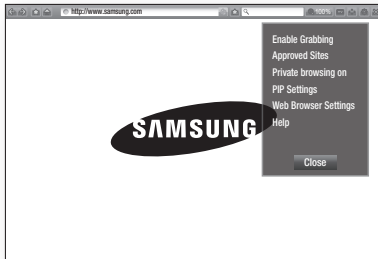 http://www.samsung.com
100%
SAMSUNG
Enable Grabbing
Approved Sites
Private browsing on
PIP Settings
Web Browser Settings
Help
Close